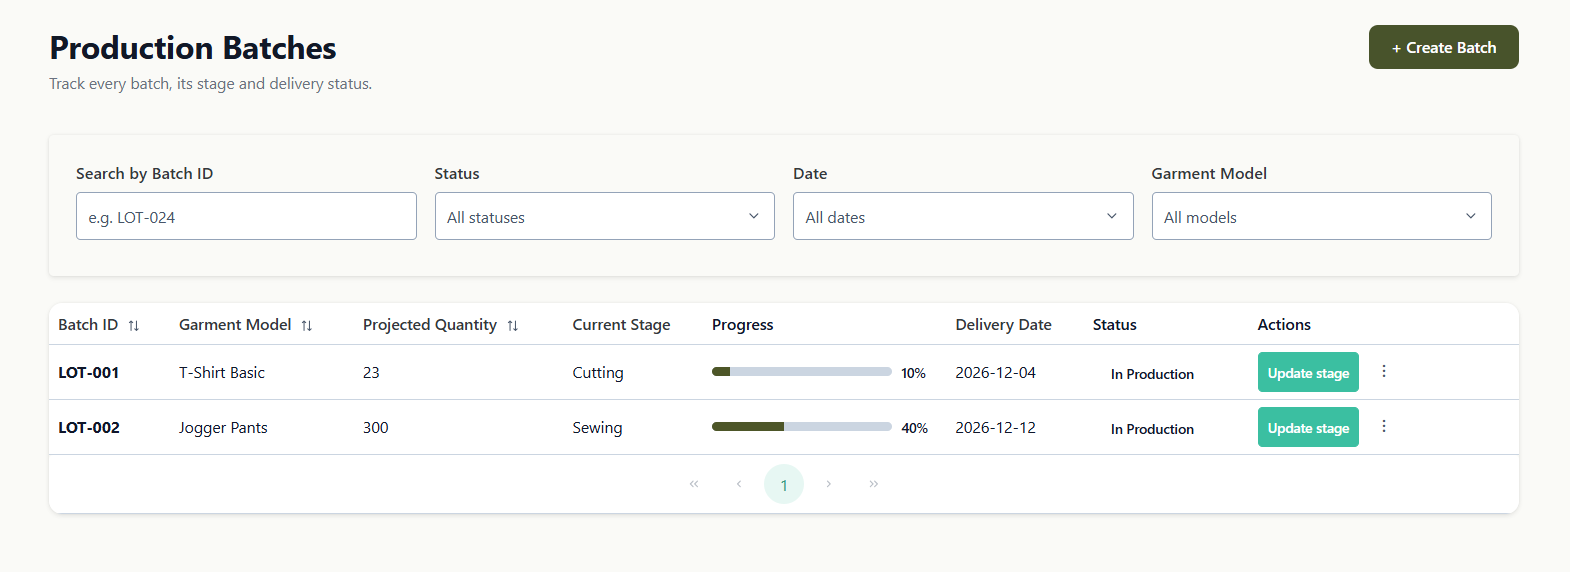 Production Batches
+ Create Batch
Track every batch, its stage and delivery status.
Search by Batch ID
Status
Date
Garment Model
e.g. LOT-024
All statuses
All dates
All models
Batch ID
Garment Model
Projected Quantity
Current Stage
Progress
Delivery Date
Status
Actions
LOT-001
T-Shirt Basic
23
Cutting
10%
2026-12-04
In Production
Update stage
LOT-002
Jogger Pants
300
Sewing
40%
2026-12-12
In Production
Update stage
« ‹ 1 › »